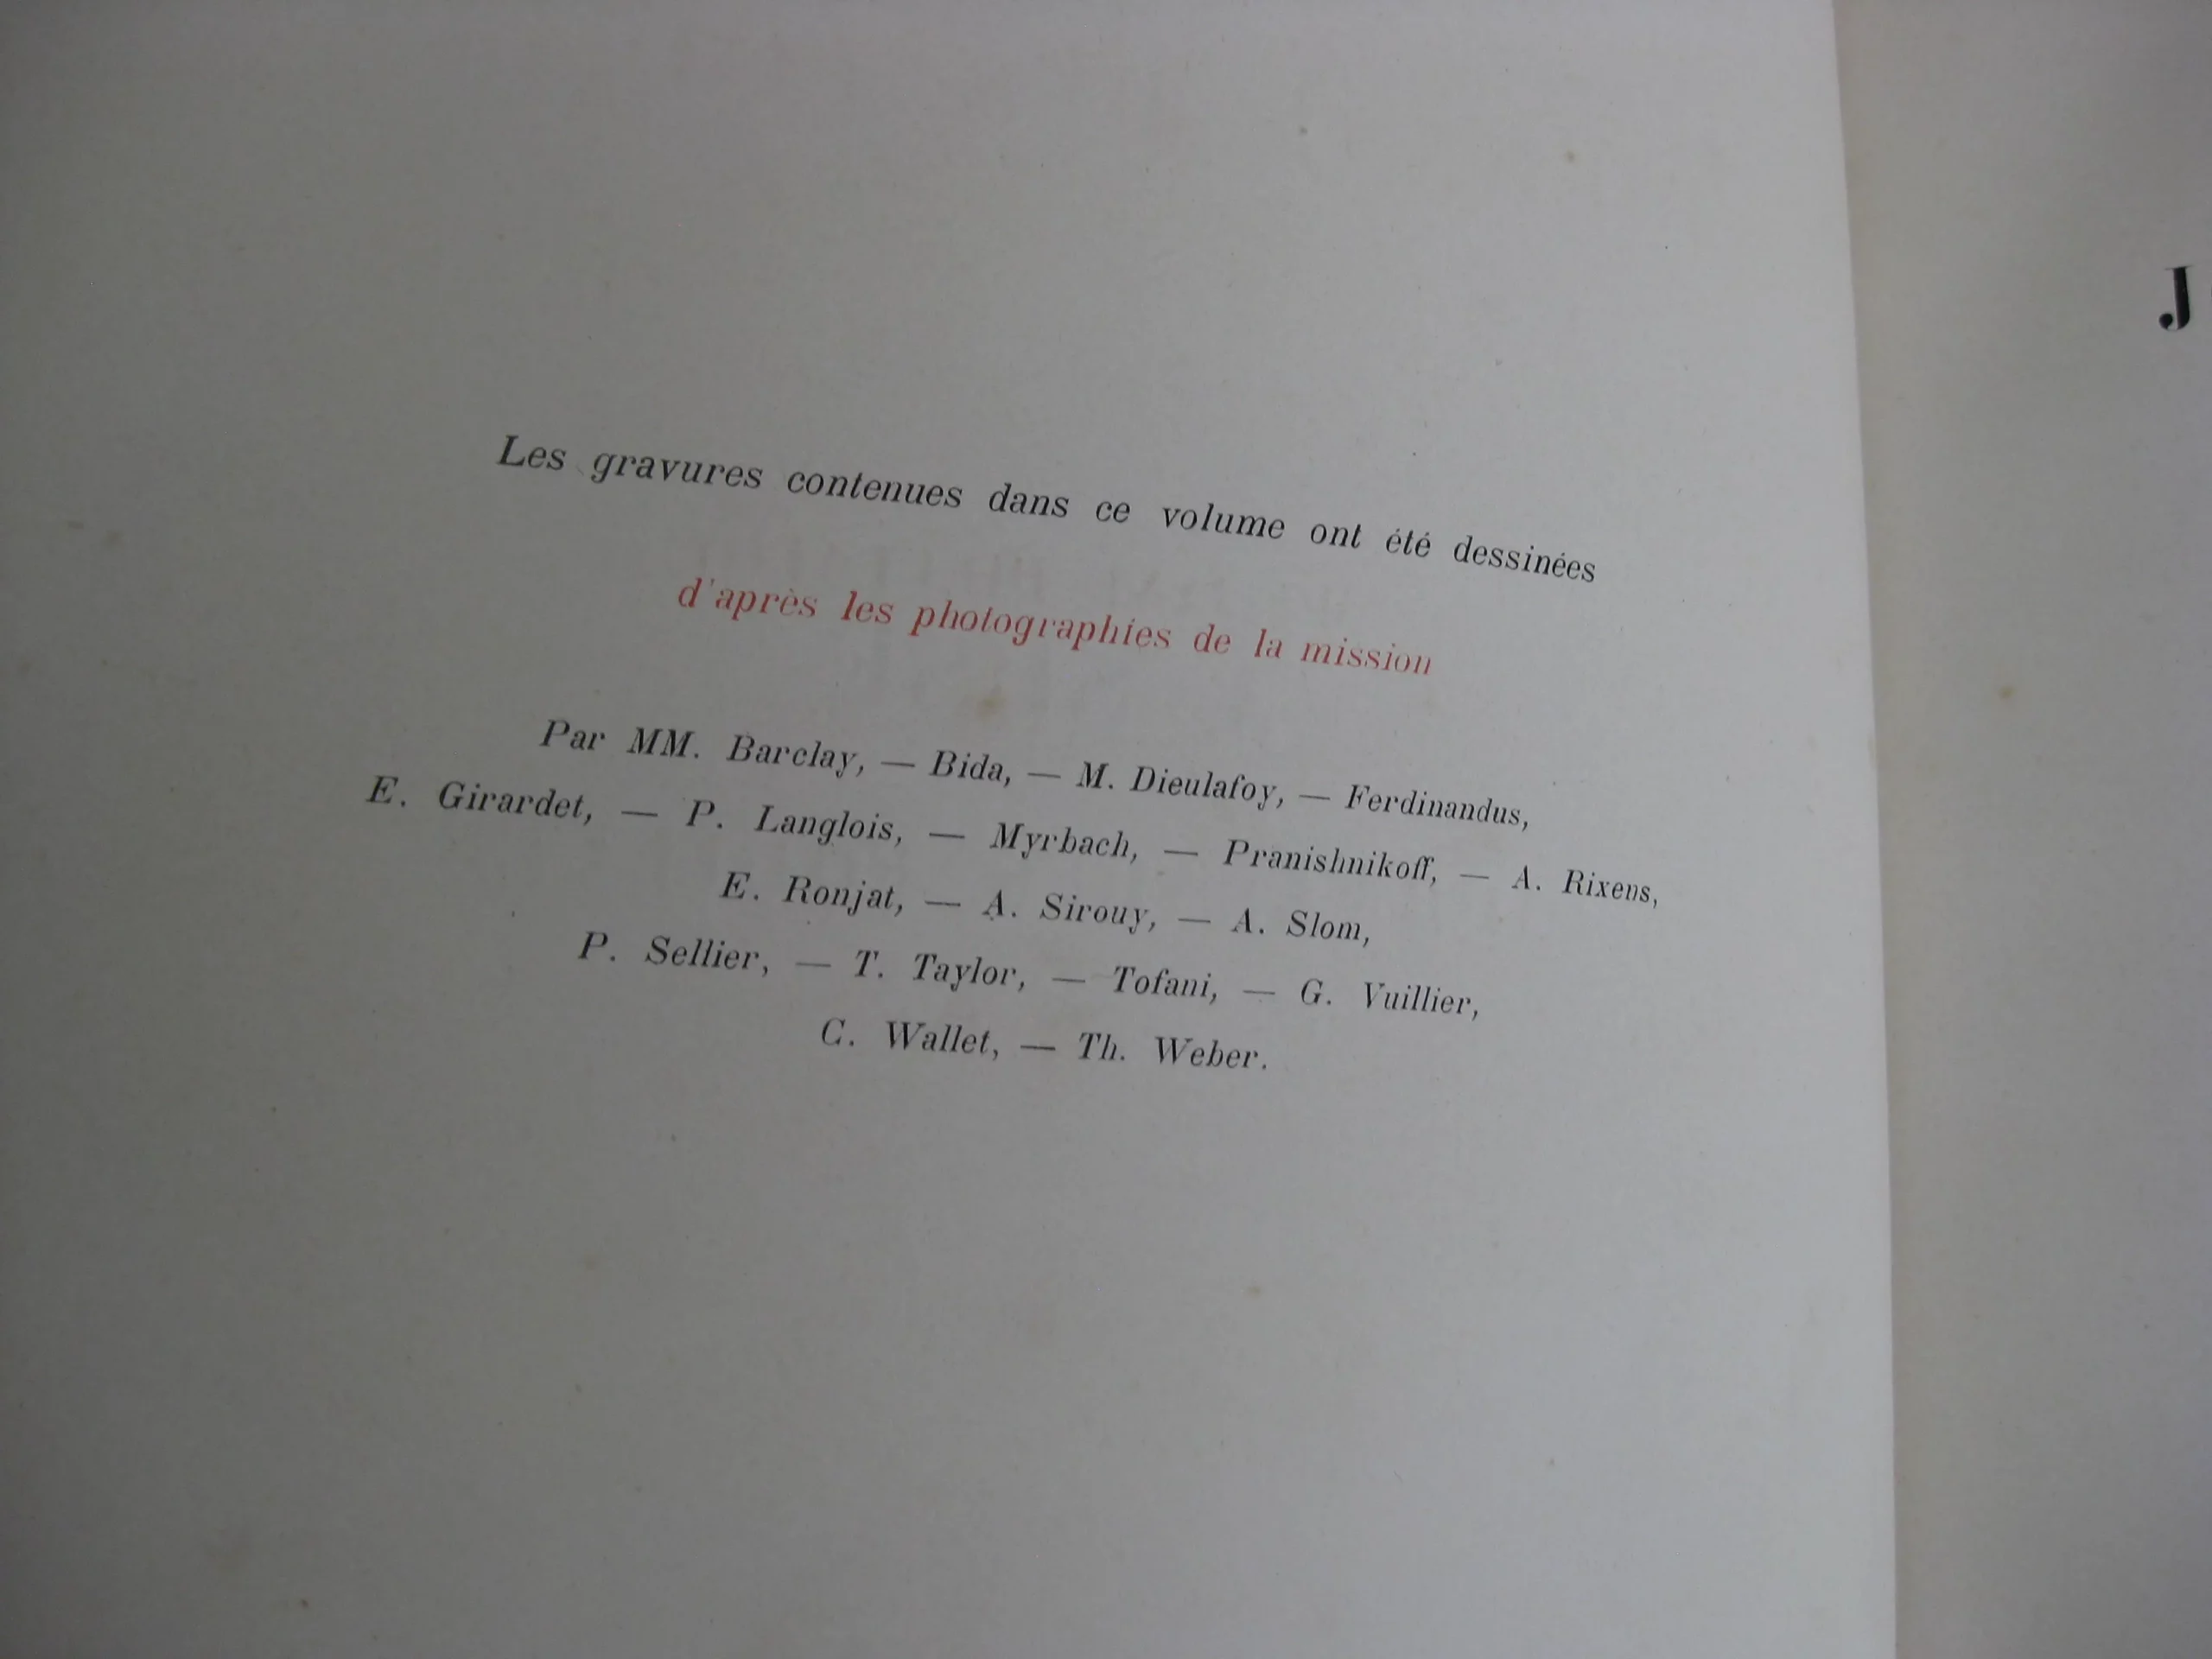 Les gravures contenues dans ce volume ont été dessinées
d'après les photographies de la mission
Par MM. Barclay, — Bida, — M. Dieulafoy, — Ferdinandus,
E. Girardet, — P. Langlois, — Myrbach, — Pranishnikoff, — A. Rixens,
E. Ronjat, — A. Sirouy, — A. Slom,
P. Sellier, — T. Taylor, — Tofani, — G. Vuillier,
C. Wallet, — Th. Weber.
J